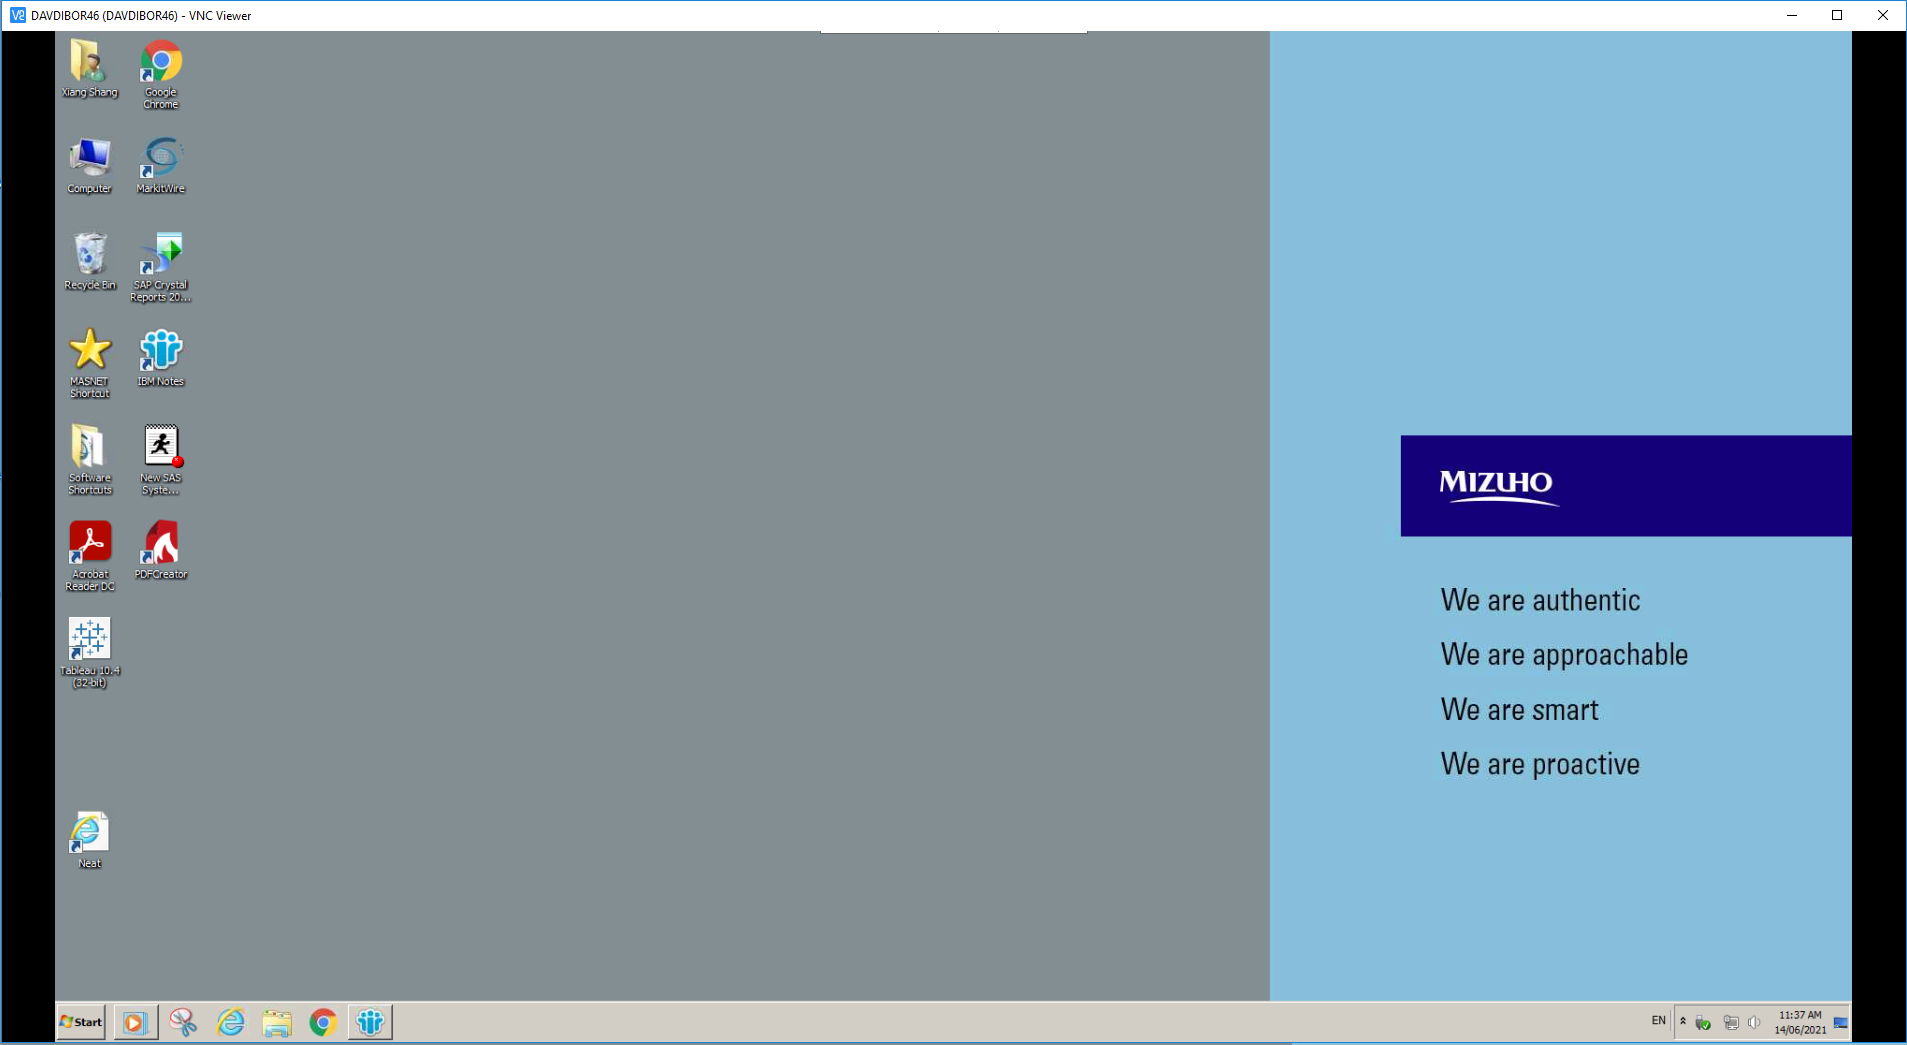 DAVDIBOR46 (DAVDIBOR46) - VNC Viewer
Xiang Shang
Google
Chrome
Computer
MarkitWire
Recycle Bin
SAP Crystal
Reports 20...
MASNET
Shortcut
IBM Notes
Software
Shortcuts
New SAS
Syste...
Acrobat
Reader DC
PDFCreator
Tableau 10.4
(32-bit)
Neat
MIZUHO
We are authentic
We are approachable
We are smart
We are proactive
Start
EN
11:37 AM
14/06/2021